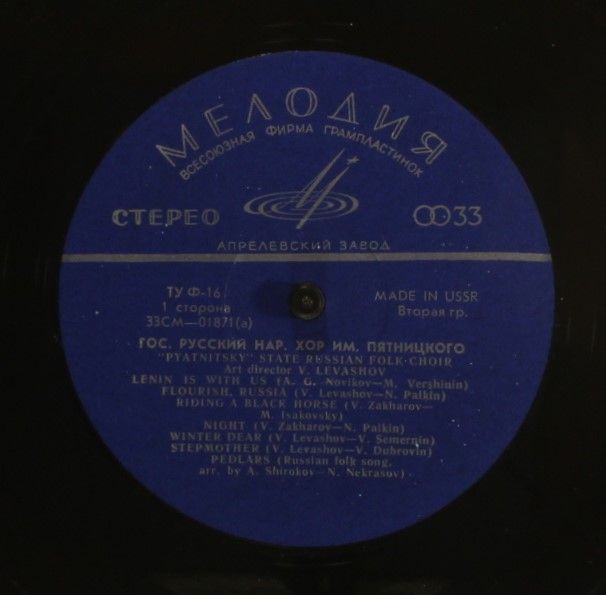 МЕЛОДИЯ
ВСЕСОЮЗНАЯ ФИРМА ГРАМПЛАСТИНОК
СТЕРЕО 33
АПРЕЛЕВСКИЙ ЗАВОД
ТУ Ф-16 MADE IN USSR
1 сторона Вторая гр.
33СМ—01871(а)
ГОС. РУССКИЙ НАР. ХОР ИМ. ПЯТНИЦКОГО
"PYATNITSKY" STATE RUSSIAN FOLK-CHOIR
Art director V. LEVASHOV
LENIN IS WITH US (A. G. Novikov—M. Vershinin)
FLOURISH, RUSSIA (V. Levashov—N. Palkin)
RIDING A BLACK HORSE (V. Zakharov—
M. Isakovsky)
NIGHT (V. Zakharov—N. Palkin)
WINTER DEAR (V. Levashov—V. Semernin)
STEPMOTHER (V. Levashov—V. Dubrovin)
PEDLARS (Russian folk song,
arr. by A. Shirokov—N. Nekrasov)